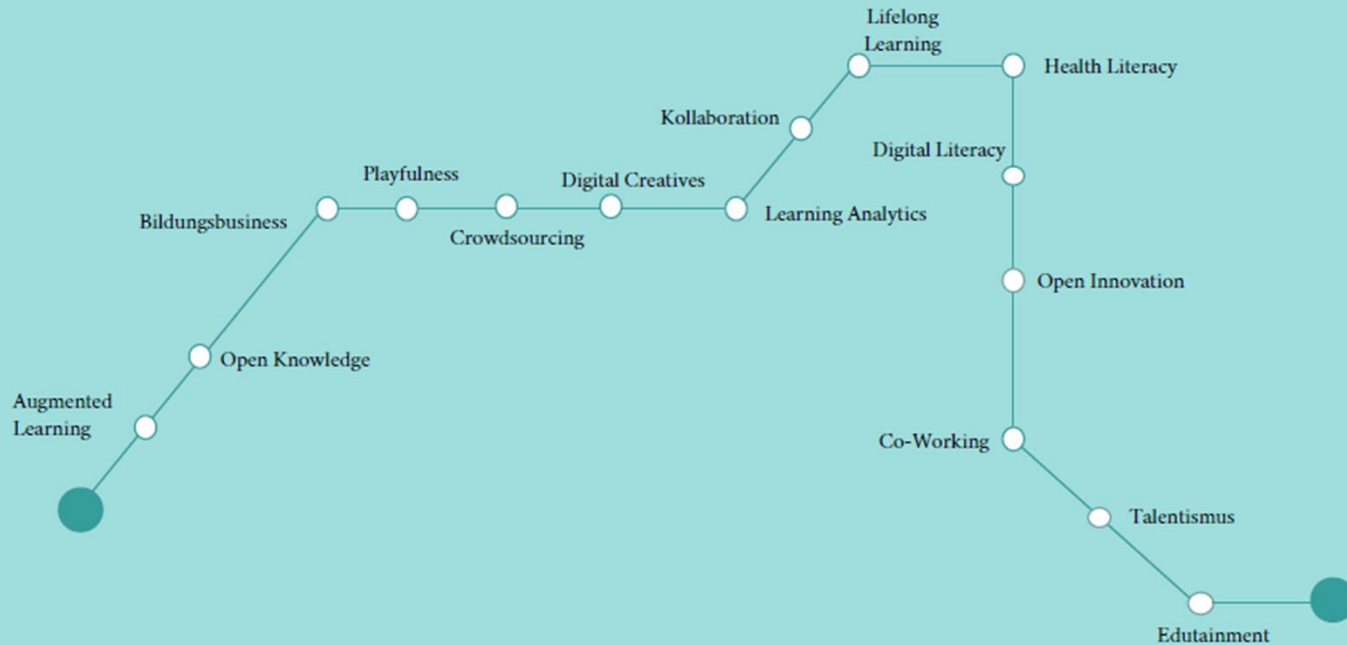 Lifelong
Learning
Health Literacy
Kollaboration
Digital Literacy
Playfulness
Digital Creatives
Bildungsbusiness
Learning Analytics
Crowdsourcing
Open Innovation
Open Knowledge
Augmented
Learning
Co-Working
Talentismus
Edutainment